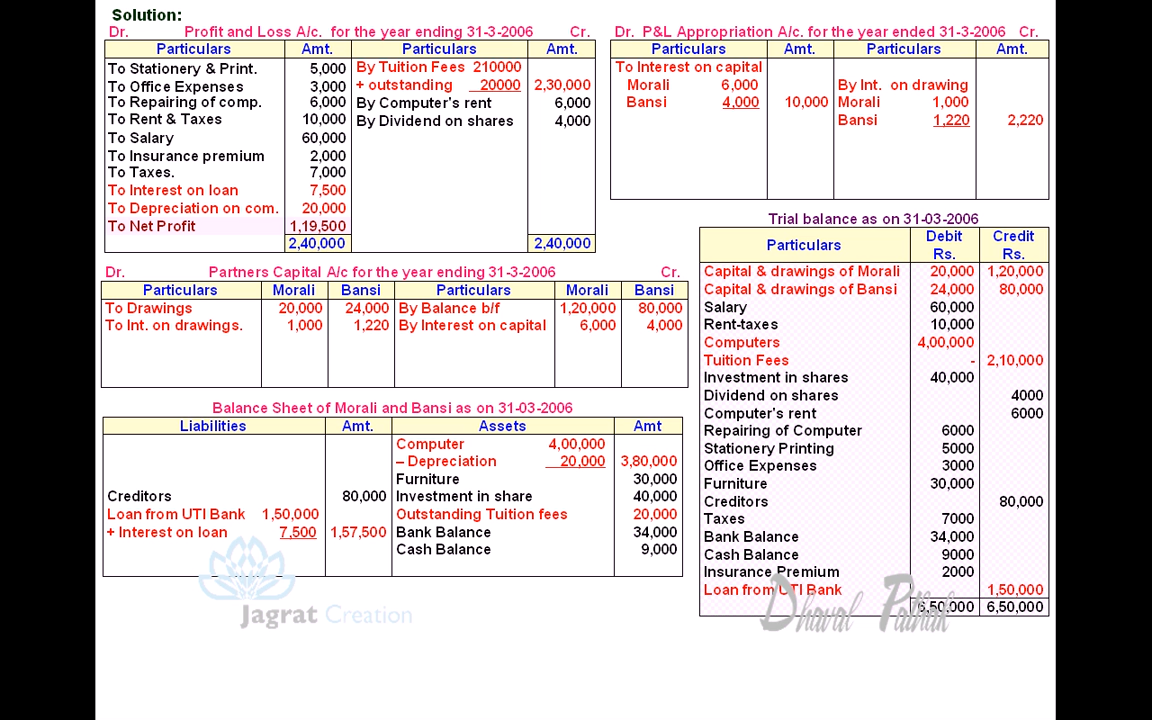 Solution:
Dr. Profit and Loss A/c. for the year ending 31-3-2006 Cr.
Particulars Amt. Particulars Amt.
To Stationery & Print. 5,000 By Tuition Fees 210000
To Office Expenses 3,000 + outstanding 20000 2,30,000
To Repairing of comp. 6,000 By Computer's rent 6,000
To Rent & Taxes 10,000 By Dividend on shares 4,000
To Salary 60,000
To Insurance premium 2,000
To Taxes. 7,000
To Interest on loan 7,500
To Depreciation on com. 20,000
To Net Profit 1,19,500
2,40,000 2,40,000
Dr. P&L Appropriation A/c. for the year ended 31-3-2006 Cr.
Particulars Amt. Particulars Amt.
To Interest on capital
Morali 6,000 By Int. on drawing
Bansi 4,000 10,000 Morali 1,000
Bansi 1,220 2,220
Dr. Partners Capital A/c for the year ending 31-3-2006 Cr.
Particulars Morali Bansi Particulars Morali Bansi
To Drawings 20,000 24,000 By Balance b/f 1,20,000 80,000
To Int. on drawings. 1,000 1,220 By Interest on capital 6,000 4,000
Balance Sheet of Morali and Bansi as on 31-03-2006
Liabilities Amt. Assets Amt
Computer 4,00,000
– Depreciation 20,000 3,80,000
Furniture 30,000
Creditors 80,000 Investment in share 40,000
Loan from UTI Bank 1,50,000 Outstanding Tuition fees 20,000
+ Interest on loan 7,500 1,57,500 Bank Balance 34,000
Cash Balance 9,000
Trial balance as on 31-03-2006
Particulars Debit Rs. Credit Rs.
Capital & drawings of Morali 20,000 1,20,000
Capital & drawings of Bansi 24,000 80,000
Salary 60,000
Rent-taxes 10,000
Computers 4,00,000
Tuition Fees - 2,10,000
Investment in shares 40,000
Dividend on shares 4000
Computer's rent 6000
Repairing of Computer 6000
Stationery Printing 5000
Office Expenses 3000
Furniture 30,000
Creditors 80,000
Taxes 7000
Bank Balance 34,000
Cash Balance 9000
Insurance Premium 2000
Loan from UTI Bank 1,50,000
6,50,000 6,50,000
Jagrat Creation
Dhaval Pathak